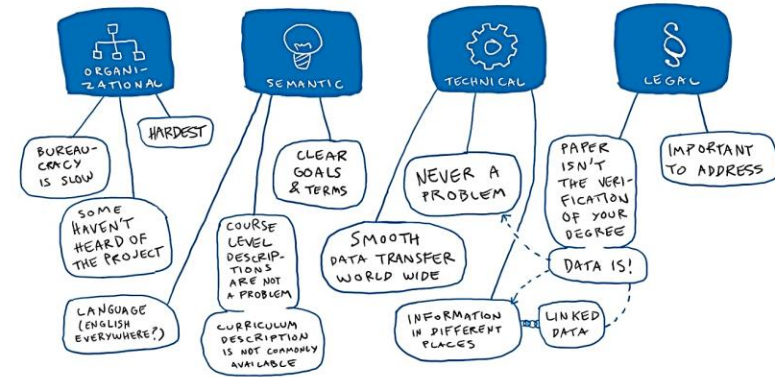 ORGANI-
ZATIONAL
SEMANTIC
TECHNICAL
§
LEGAL
BUREAU-
CRACY
IS SLOW
HARDEST
SOME
HAVEN'T
HEARD OF
THE PROJECT
LANGUAGE
(ENGLISH
EVERYWHERE?)
CLEAR
GOALS
& TERMS
COURSE
LEVEL
DESCRIP-
TIONS
ARE NOT
A PROBLEM
CURRICULUM
DESCRIPTION
IS NOT COMMONLY
AVAILABLE
NEVER A
PROBLEM
SMOOTH
DATA TRANSFER
WORLD WIDE
INFORMATION
IN DIFFERENT
PLACES
LINKED
DATA
PAPER
ISN'T
THE VERI-
FICATION
OF YOUR
DEGREE
DATA IS!
IMPORTANT
TO ADDRESS